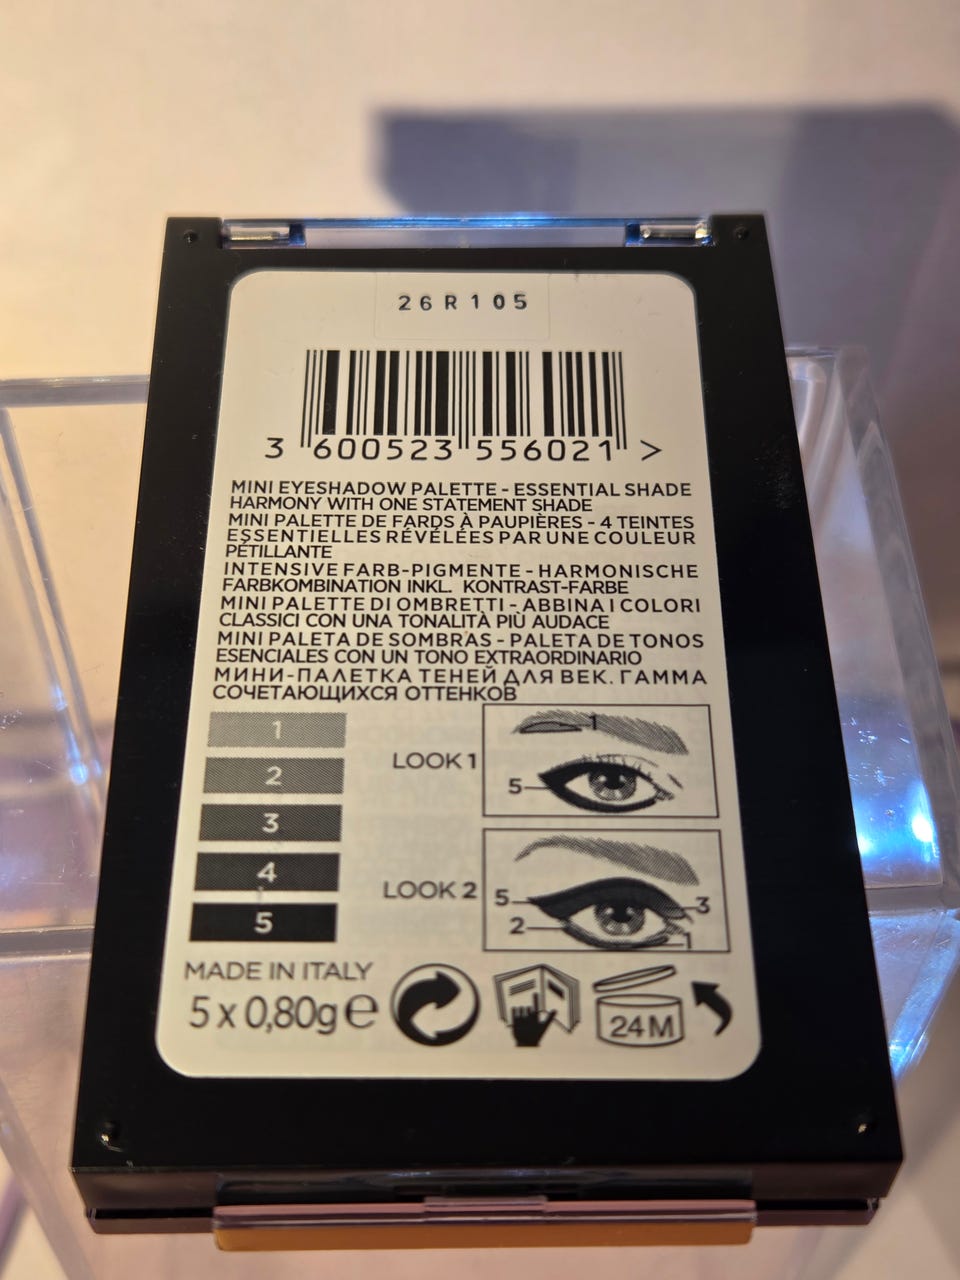 26R105
3 600523 556021 >
MINI EYESHADOW PALETTE - ESSENTIAL SHADE
HARMONY WITH ONE STATEMENT SHADE
MINI PALETTE DE FARDS À PAUPIÈRES - 4 TEINTES
ESSENTIELLES RÉVÉLÉES PAR UNE COULEUR
PÉTILLANTE
INTENSIVE FARB-PIGMENTE - HARMONISCHE
FARBKOMBINATION INKL. KONTRAST-FARBE
MINI PALETTE DI OMBRETTI - ABBINA I COLORI
CLASSICI CON UNA TONALITÀ PIÙ AUDACE
MINI PALETA DE SOMBRAS - PALETA DE TONOS
ESENCIALES CON UN TONO EXTRAORDINARIO
МИНИ-ПАЛЕТКА ТЕНЕЙ ДЛЯ ВЕК. ГАММА
СОЧЕТАЮЩИХСЯ ОТТЕНКОВ
1
2
3
4
5
LOOK 1
1
5
LOOK 2
5
3
2
1
MADE IN ITALY
5 x 0,80g e
24M